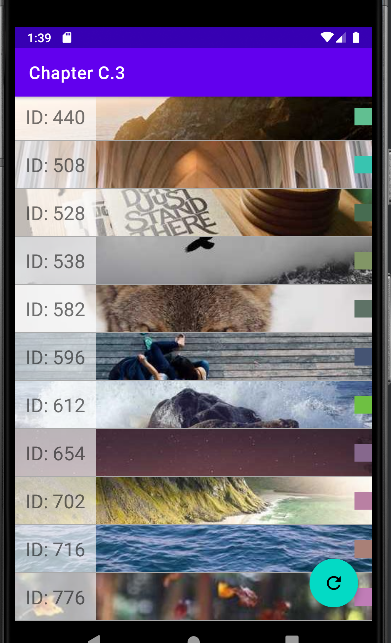 1:39
Chapter C.3
ID: 440
ID: 508
ID: 528
DON'T
JUST
STAND
THERE
ID: 538
ID: 582
ID: 596
ID: 612
ID: 654
ID: 702
ID: 716
ID: 776